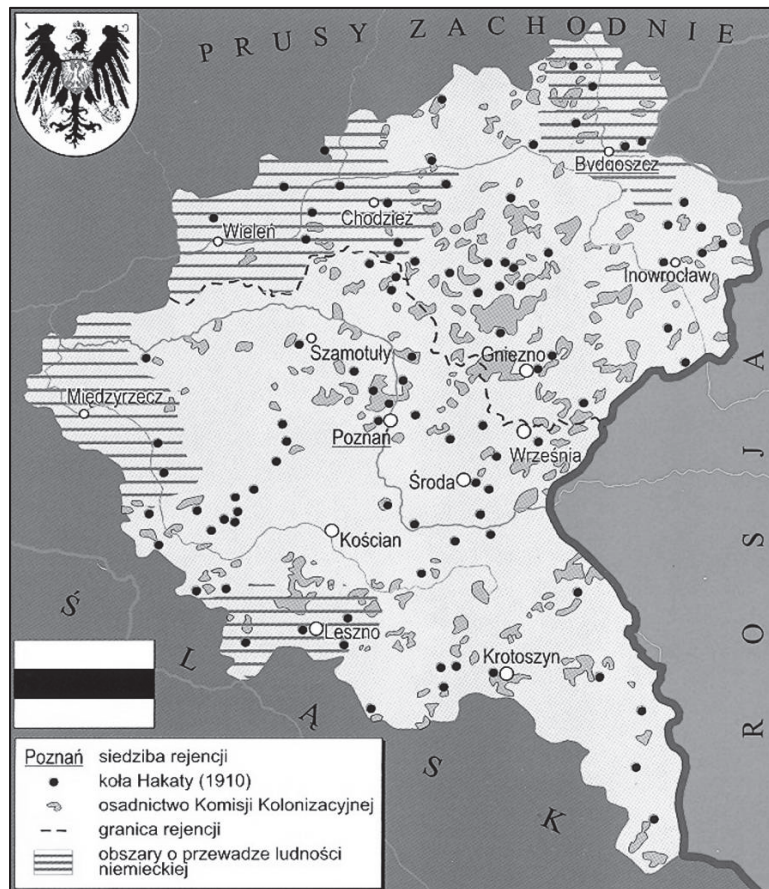 PRUSY ZACHODNIE
Bydgoszcz
Chodzież
Wieleń
Inowrocław
Szamotuły
Gniezno
Międzyrzecz
Poznań
Września
Środa
Kościan
Leszno
Krotoszyn
ŚLĄSK
ROSJA
Poznań siedziba rejencji
koła Hakaty (1910)
osadnictwo Komisji Kolonizacyjnej
granica rejencji
obszary o przewadze ludności
niemieckiej